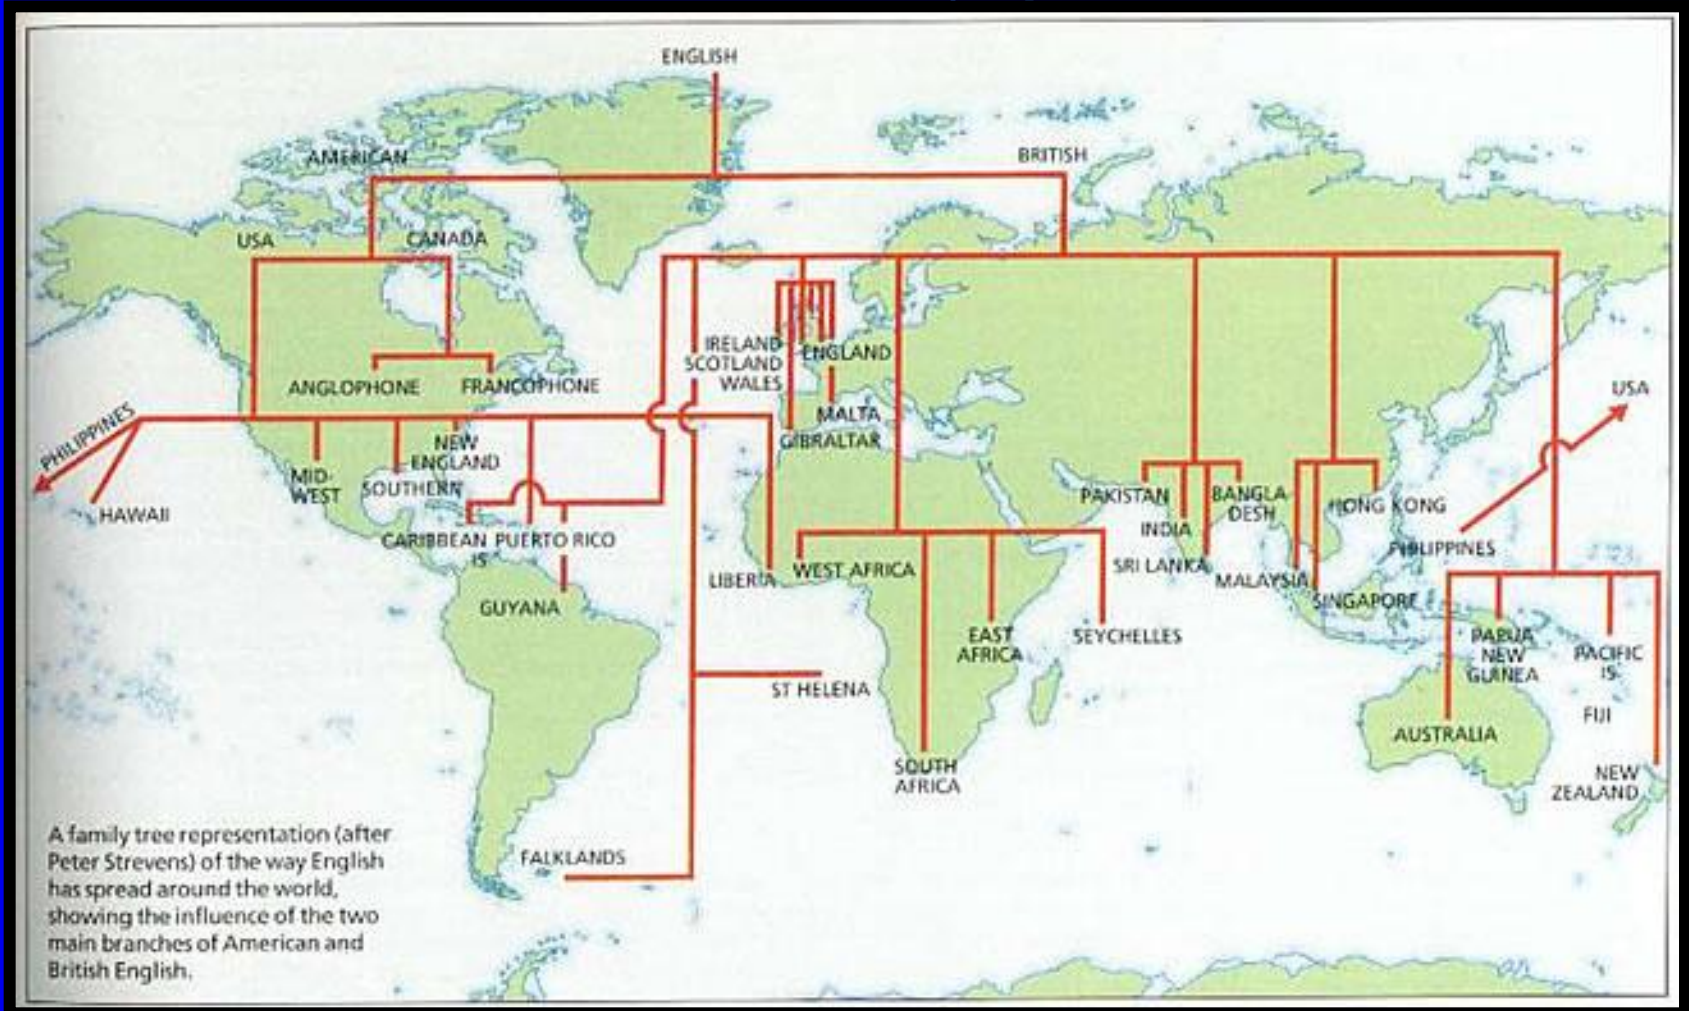 ENGLISH
AMERICAN
BRITISH
USA
CANADA
IRELAND
SCOTLAND
WALES
ENGLAND
ANGLOPHONE
FRANCOPHONE
MALTA
GIBRALTAR
USA
PHILIPPINES
HAWAII
MID-
WEST
SOUTHERN
NEW
ENGLAND
CARIBBEAN
IS
PUERTO RICO
GUYANA
LIBERIA
WEST AFRICA
PAKISTAN
INDIA
SRI LANKA
BANGLA
DESH
HONG KONG
MALAYSIA
SINGAPORE
PHILIPPINES
EAST
AFRICA
SEYCHELLES
PAPUA
NEW
GUINEA
PACIFIC
IS
FIJI
ST HELENA
AUSTRALIA
SOUTH
AFRICA
NEW
ZEALAND
FALKLANDS
A family tree representation (after
Peter Strevens) of the way English
has spread around the world,
showing the influence of the two
main branches of American and
British English.